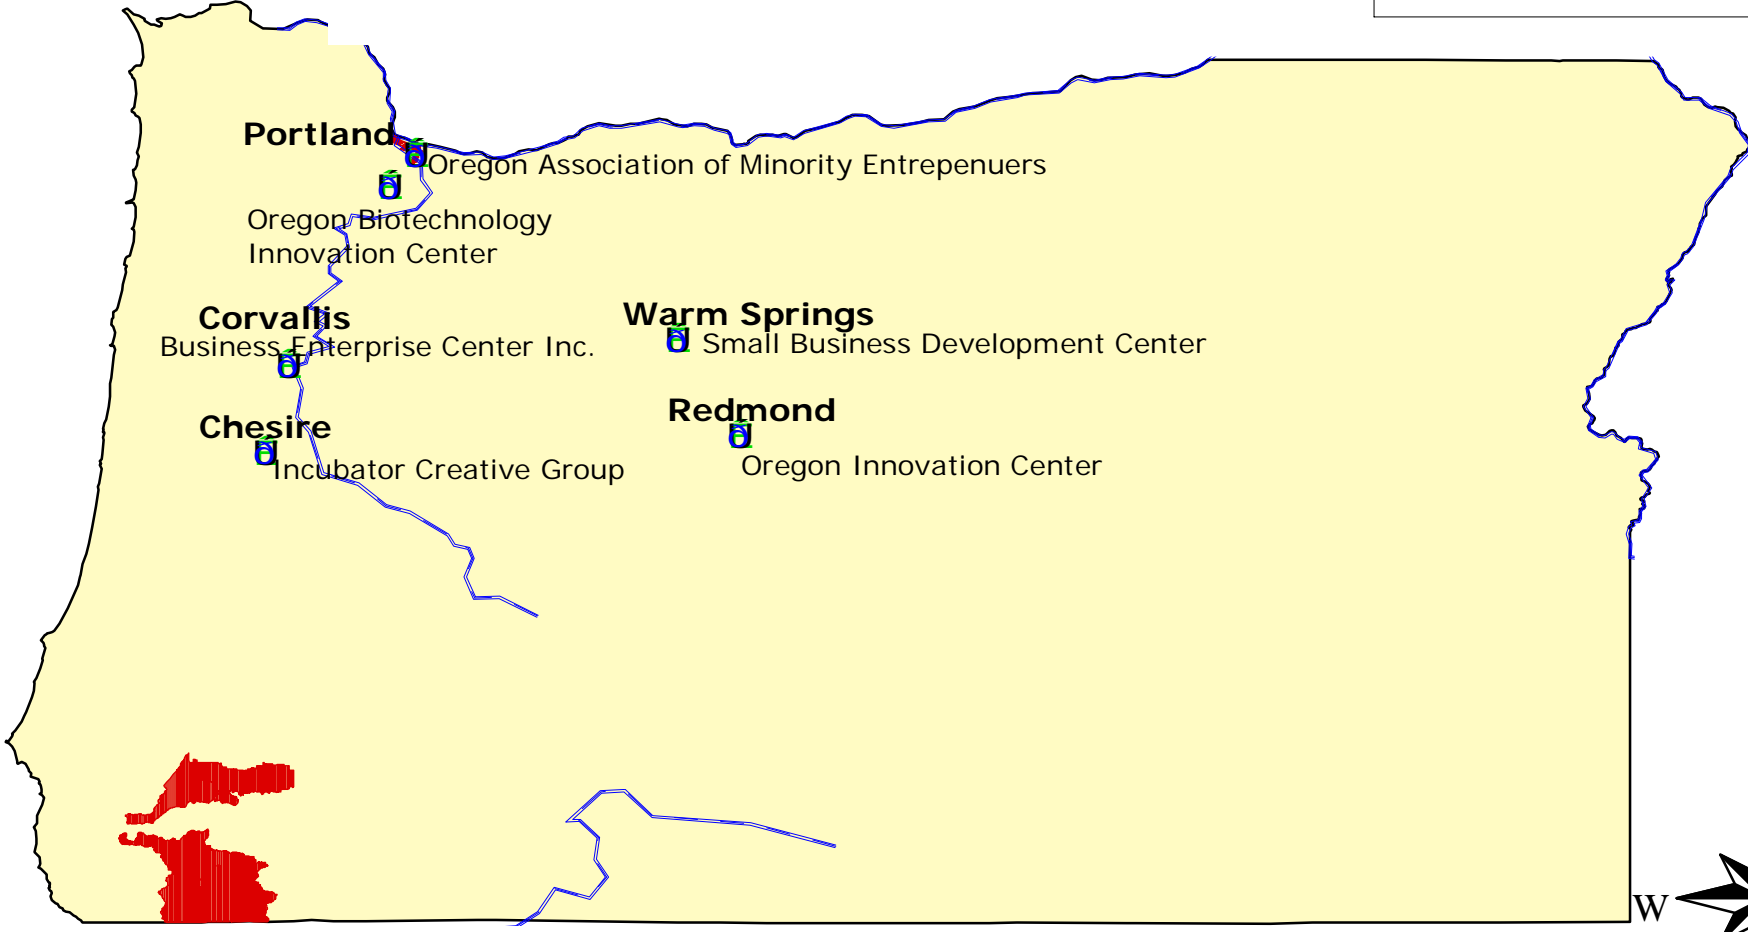 Portland
Oregon Association of Minority Entrepenuers
Oregon Biotechnology
Innovation Center
Corvallis
Business Enterprise Center Inc.
Warm Springs
Small Business Development Center
Chesire
Incubator Creative Group
Redmond
Oregon Innovation Center
W